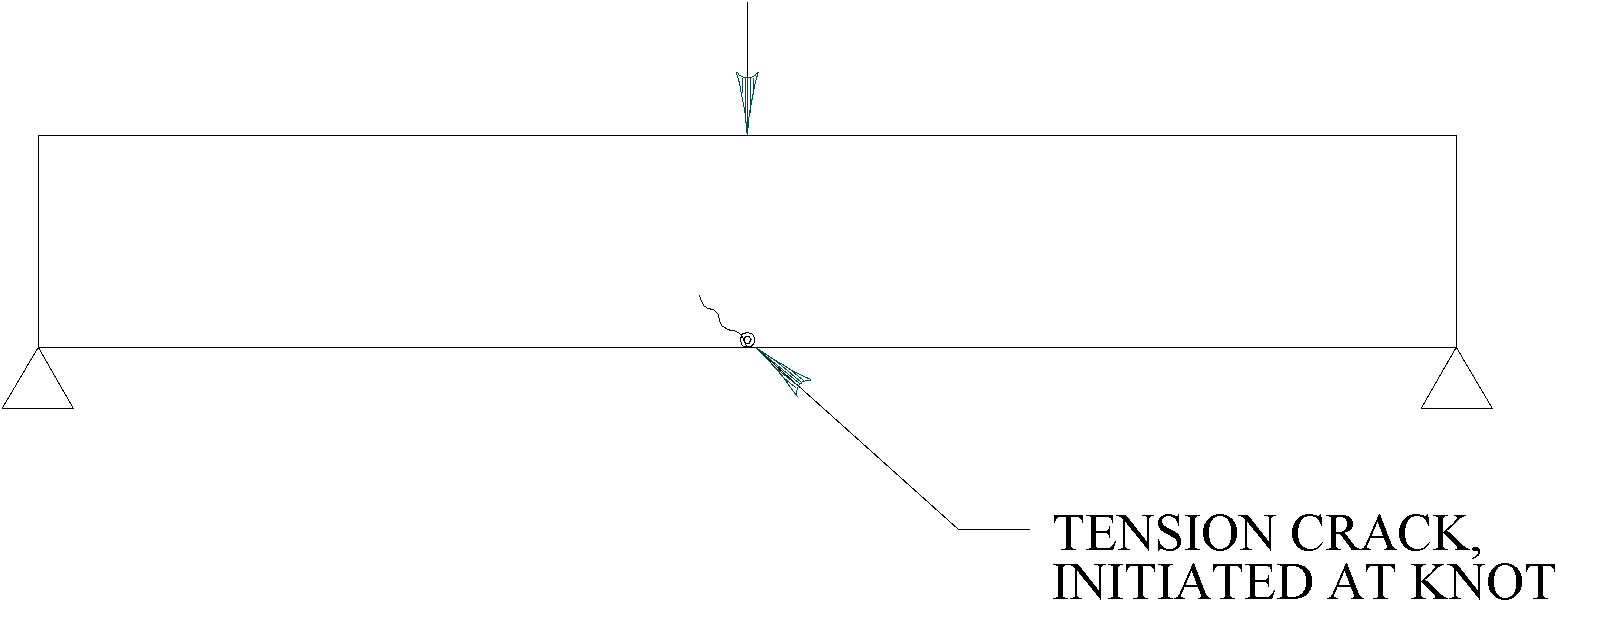 TENSION CRACK,
INITIATED AT KNOT